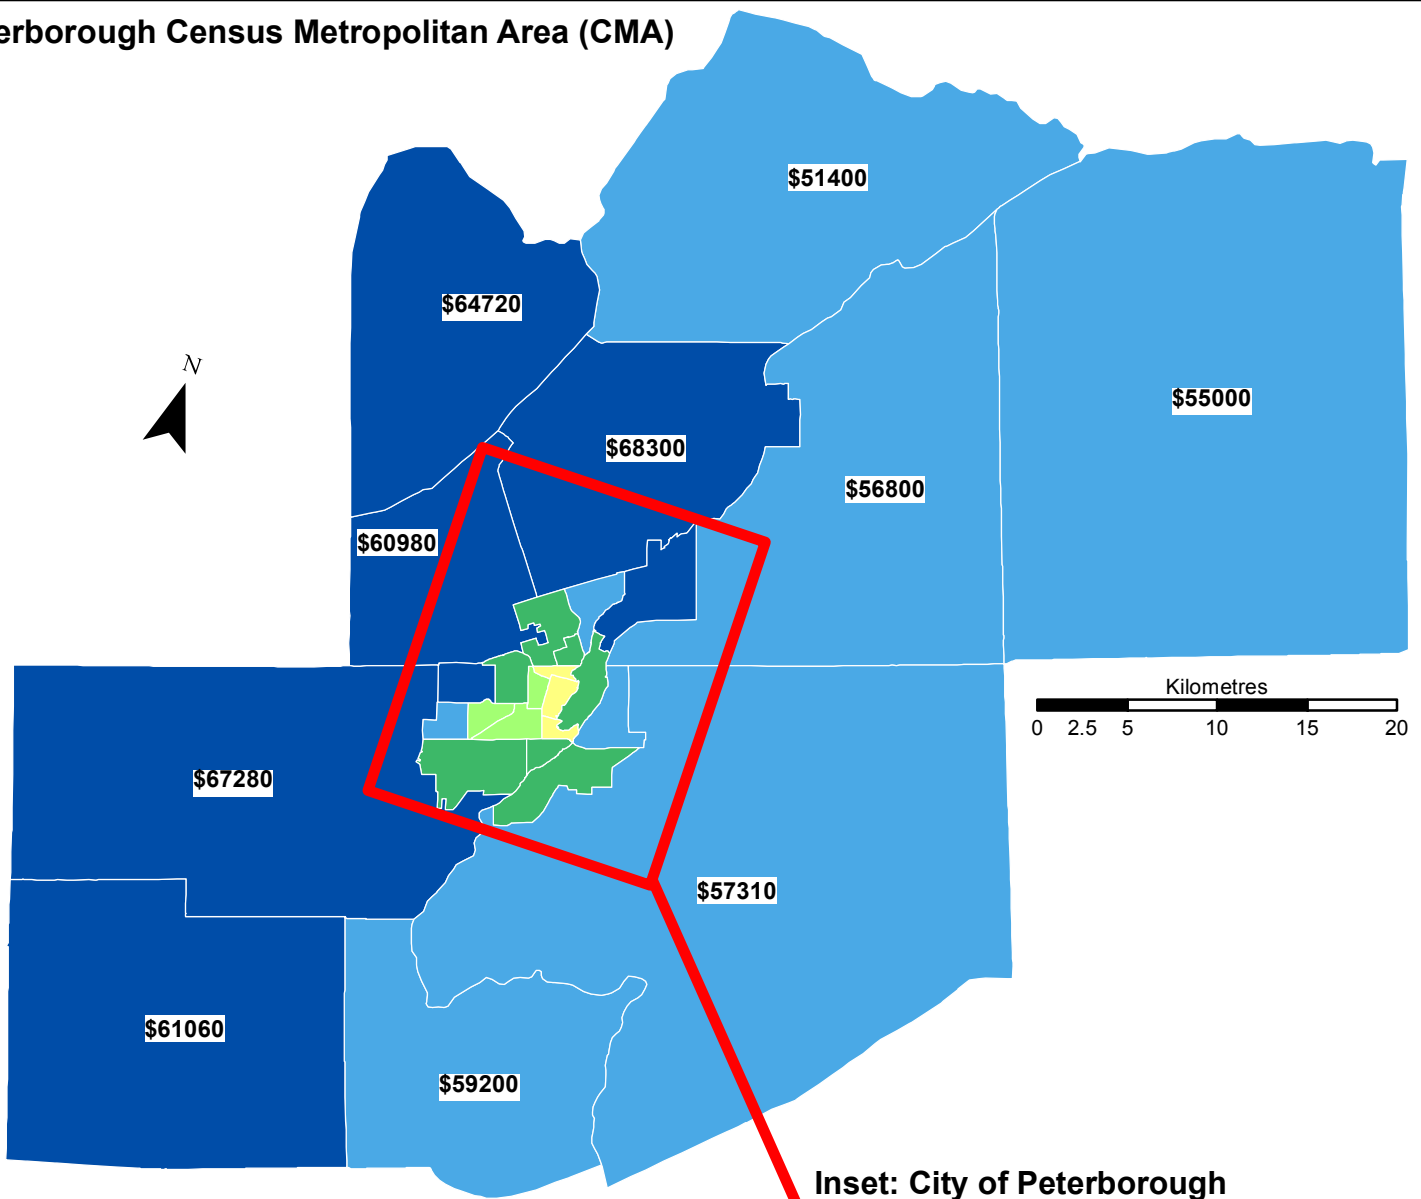 erborough Census Metropolitan Area (CMA)
$51400
$64720
N
$55000
$68300
$56800
$60980
Kilometres
0 2.5 5 10 15 20
$67280
$57310
$61060
$59200
Inset: City of Peterborough